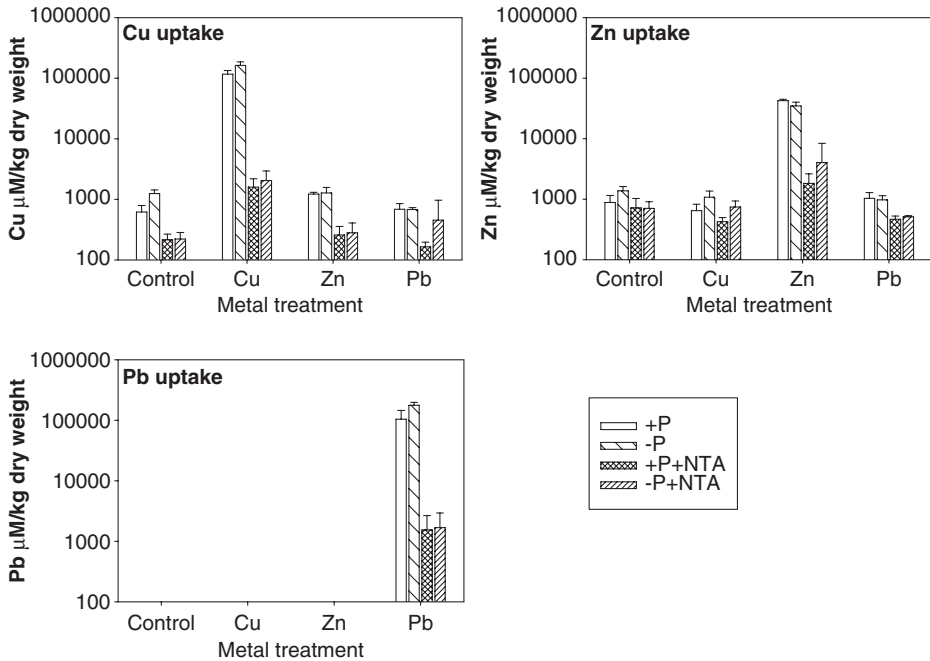 Cu uptake
Cu μM/kg dry weight
1000000
100000
10000
1000
100
Control Cu Zn Pb
Metal treatment
Zn uptake
Zn μM/kg dry weight
1000000
100000
10000
1000
100
Control Cu Zn Pb
Metal treatment
Pb uptake
Pb μM/kg dry weight
1000000
100000
10000
1000
100
Control Cu Zn Pb
Metal treatment
+P
-P
+P+NTA
-P+NTA